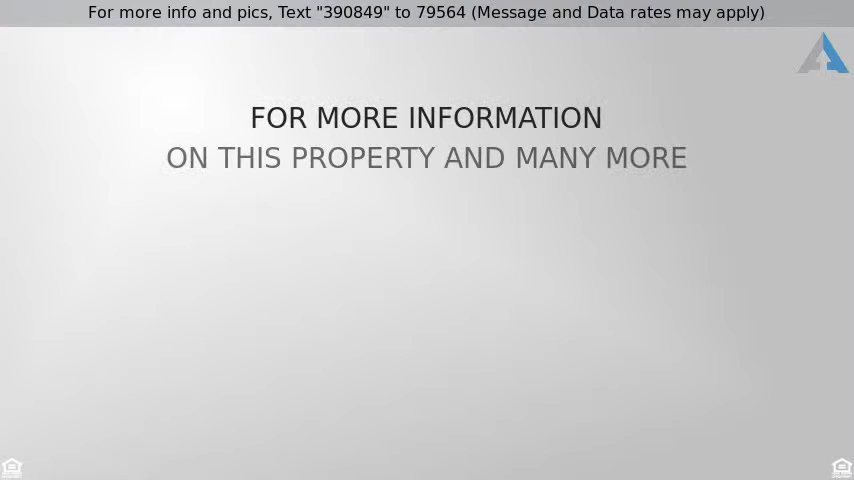 For more info and pics, Text "390849" to 79564 (Message and Data rates may apply)
FOR MORE INFORMATION
ON THIS PROPERTY AND MANY MORE